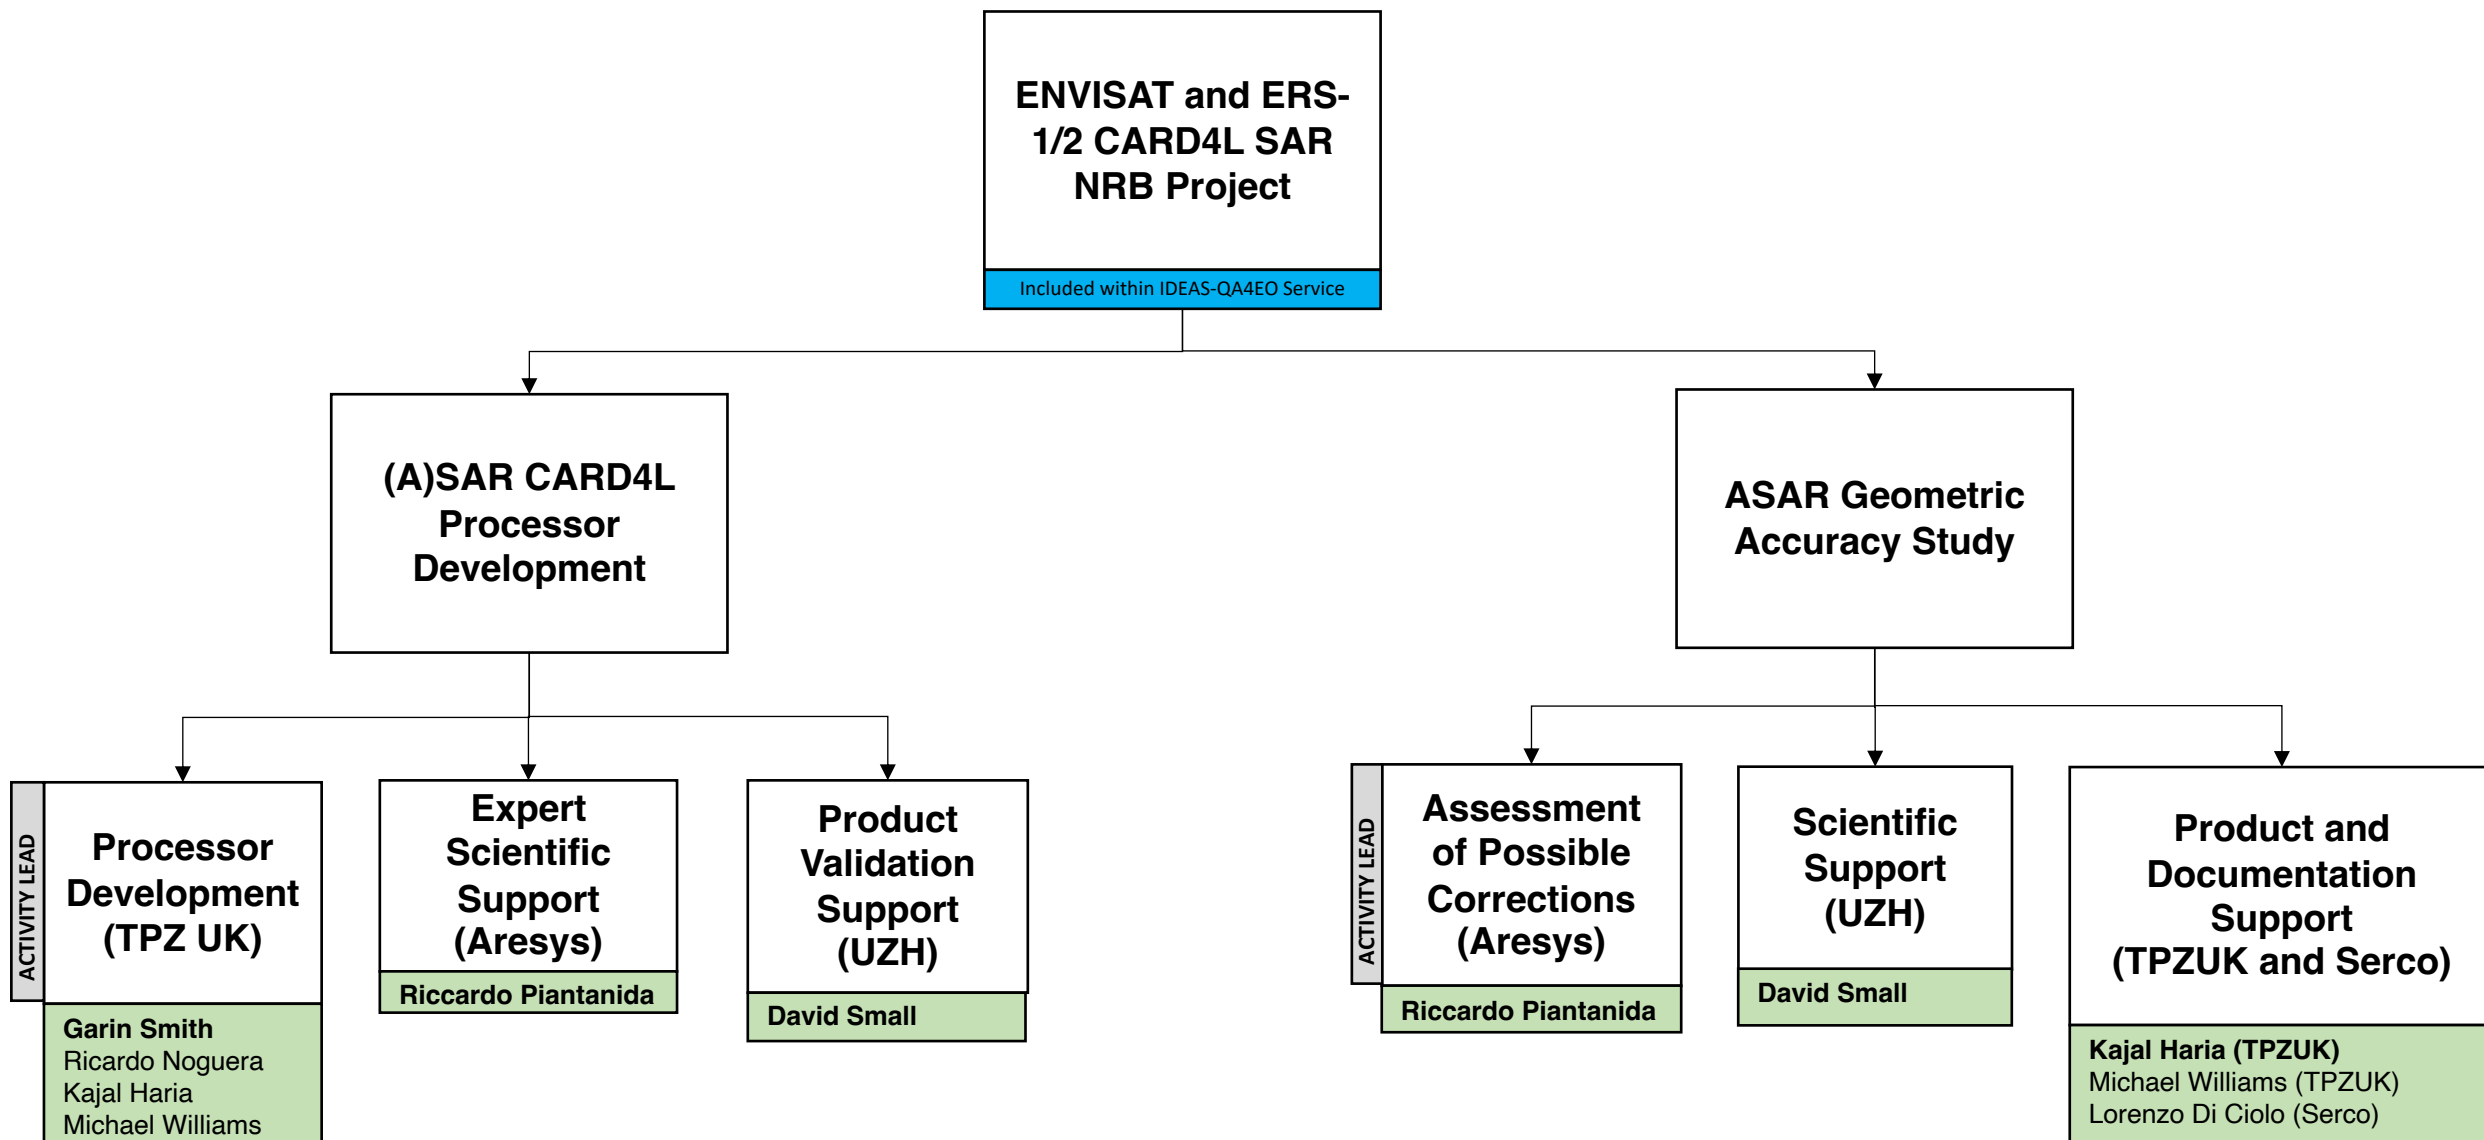 ENVISAT and ERS-
1/2 CARD4L SAR
NRB Project
Included within IDEAS-QA4EO Service
(A)SAR CARD4L
Processor
Development
ASAR Geometric
Accuracy Study
ACTIVITY LEAD
Processor
Development
(TPZ UK)
Garin Smith
Ricardo Noguera
Kajal Haria
Michael Williams
Expert
Scientific
Support
(Aresys)
Riccardo Piantanida
Product
Validation
Support
(UZH)
David Small
ACTIVITY LEAD
Assessment
of Possible
Corrections
(Aresys)
Riccardo Piantanida
Scientific
Support
(UZH)
David Small
Product and
Documentation
Support
(TPZUK and Serco)
Kajal Haria (TPZUK)
Michael Williams (TPZUK)
Lorenzo Di Ciolo (Serco)